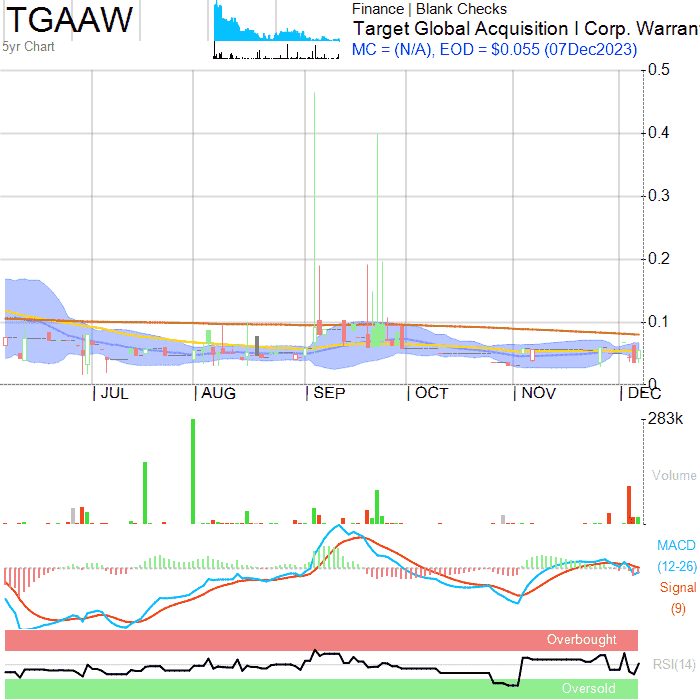 TGAAW
5yr Chart
Finance | Blank Checks
Target Global Acquisition I Corp. Warran
MC = (N/A), EOD = $0.055 (07Dec2023)
0.5
0.4
0.3
0.2
0.1
0
JUL
AUG
SEP
OCT
NOV
DEC
283k
Volume
MACD
(12-26)
Signal
(9)
Overbought
RSI(14)
Oversold